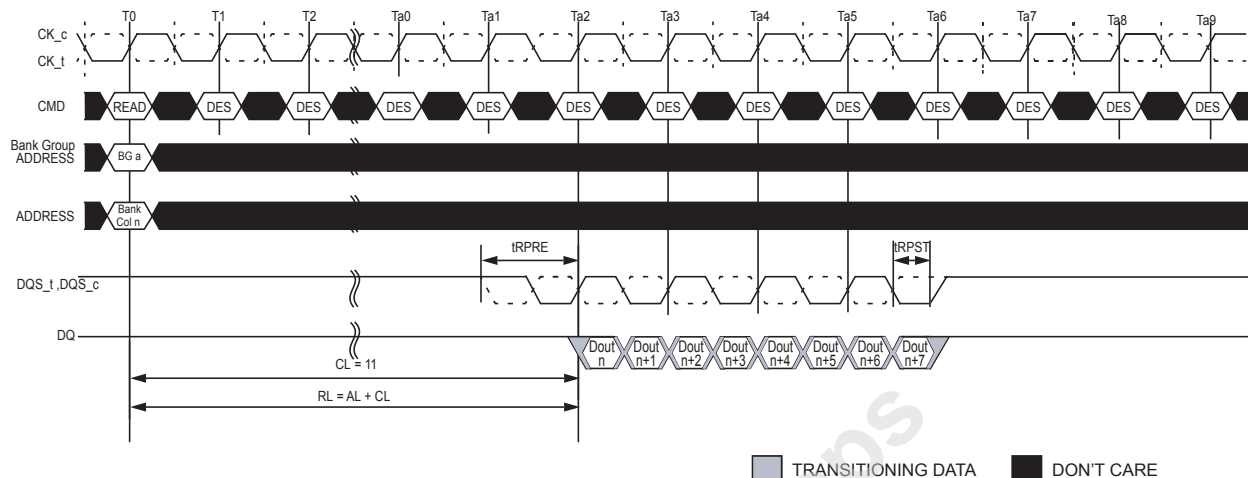 T0 T1 T2 Ta0 Ta1 Ta2 Ta3 Ta4 Ta5 Ta6 Ta7 Ta8 Ta9
CK_c
CK_t
CMD READ DES DES DES DES DES DES DES DES DES DES DES DES
Bank Group
ADDRESS BG a
ADDRESS Bank
Col n
tRPRE tRPST
DQS_t ,DQS_c
DQ
Dout Dout Dout Dout Dout Dout Dout Dout
n n+1 n+2 n+3 n+4 n+5 n+6 n+7
CL = 11
RL = AL + CL
TRANSITIONING DATA DON'T CARE